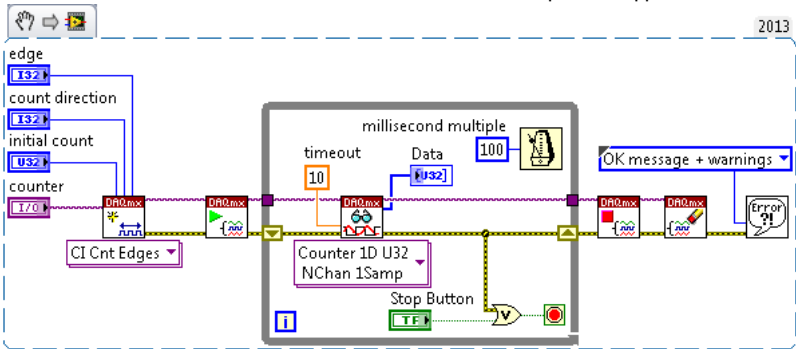 2013
edge
I32
count direction
I32
initial count
U32
counter
I/O
DAQmx
CI Cnt Edges
DAQmx
millisecond multiple
100
timeout
10
Data
U32
DAQmx
Counter 1D U32
NChan 1Samp
Stop Button
TF
V
i
OK message + warnings
DAQmx
DAQmx
Error
?!